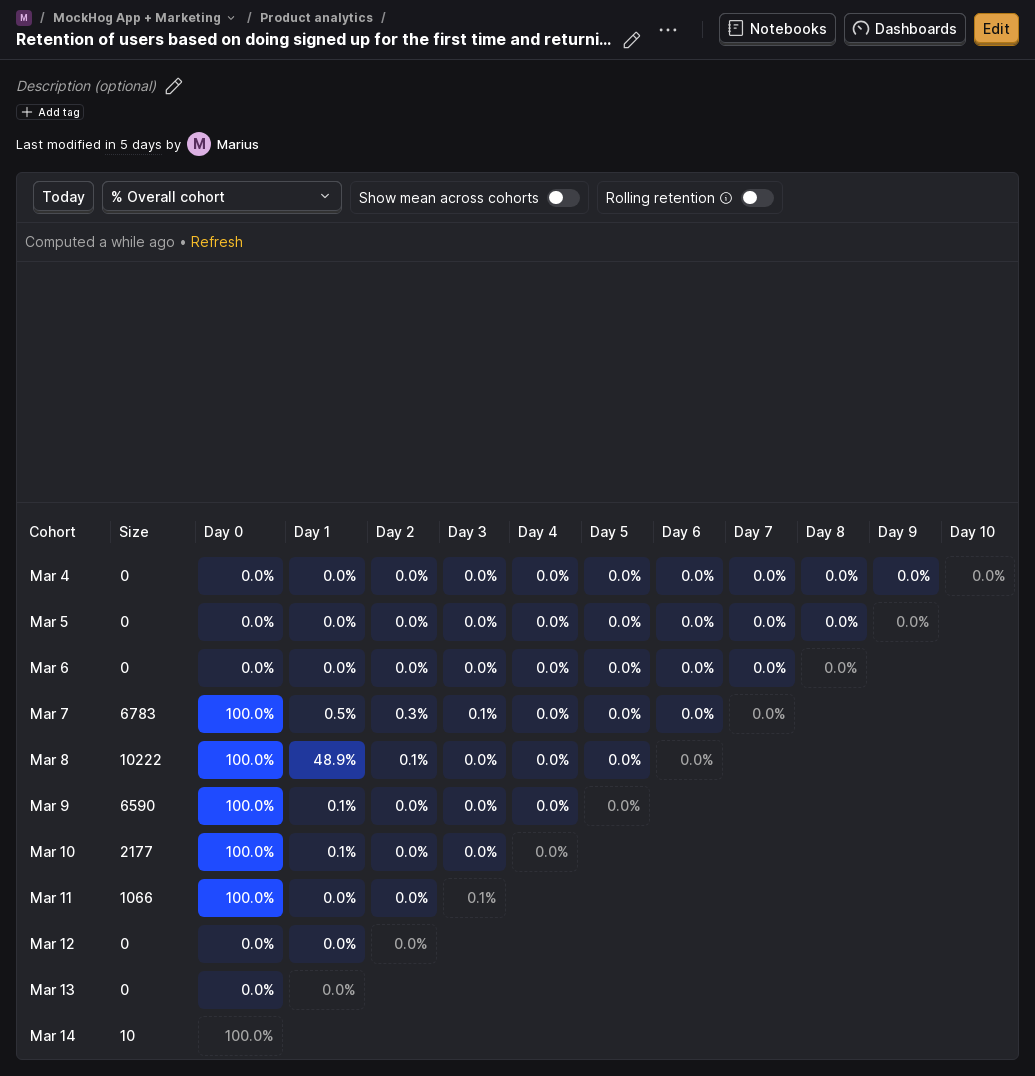 M / MockHog App + Marketing / Product analytics /
Retention of users based on doing signed up for the first time and returni...
Notebooks
Dashboards
Edit
Description (optional)
Add tag
Last modified in 5 days by M Marius
Today
% Overall cohort
Show mean across cohorts
Rolling retention
Computed a while ago • Refresh
Cohort Size Day 0 Day 1 Day 2 Day 3 Day 4 Day 5 Day 6 Day 7 Day 8 Day 9 Day 10
Mar 4 0 0.0% 0.0% 0.0% 0.0% 0.0% 0.0% 0.0% 0.0% 0.0% 0.0% 0.0%
Mar 5 0 0.0% 0.0% 0.0% 0.0% 0.0% 0.0% 0.0% 0.0% 0.0% 0.0%
Mar 6 0 0.0% 0.0% 0.0% 0.0% 0.0% 0.0% 0.0% 0.0% 0.0%
Mar 7 6783 100.0% 0.5% 0.3% 0.1% 0.0% 0.0% 0.0% 0.0%
Mar 8 10222 100.0% 48.9% 0.1% 0.0% 0.0% 0.0% 0.0%
Mar 9 6590 100.0% 0.1% 0.0% 0.0% 0.0% 0.0%
Mar 10 2177 100.0% 0.1% 0.0% 0.0% 0.0%
Mar 11 1066 100.0% 0.0% 0.0% 0.1%
Mar 12 0 0.0% 0.0% 0.0%
Mar 13 0 0.0% 0.0%
Mar 14 10 100.0%